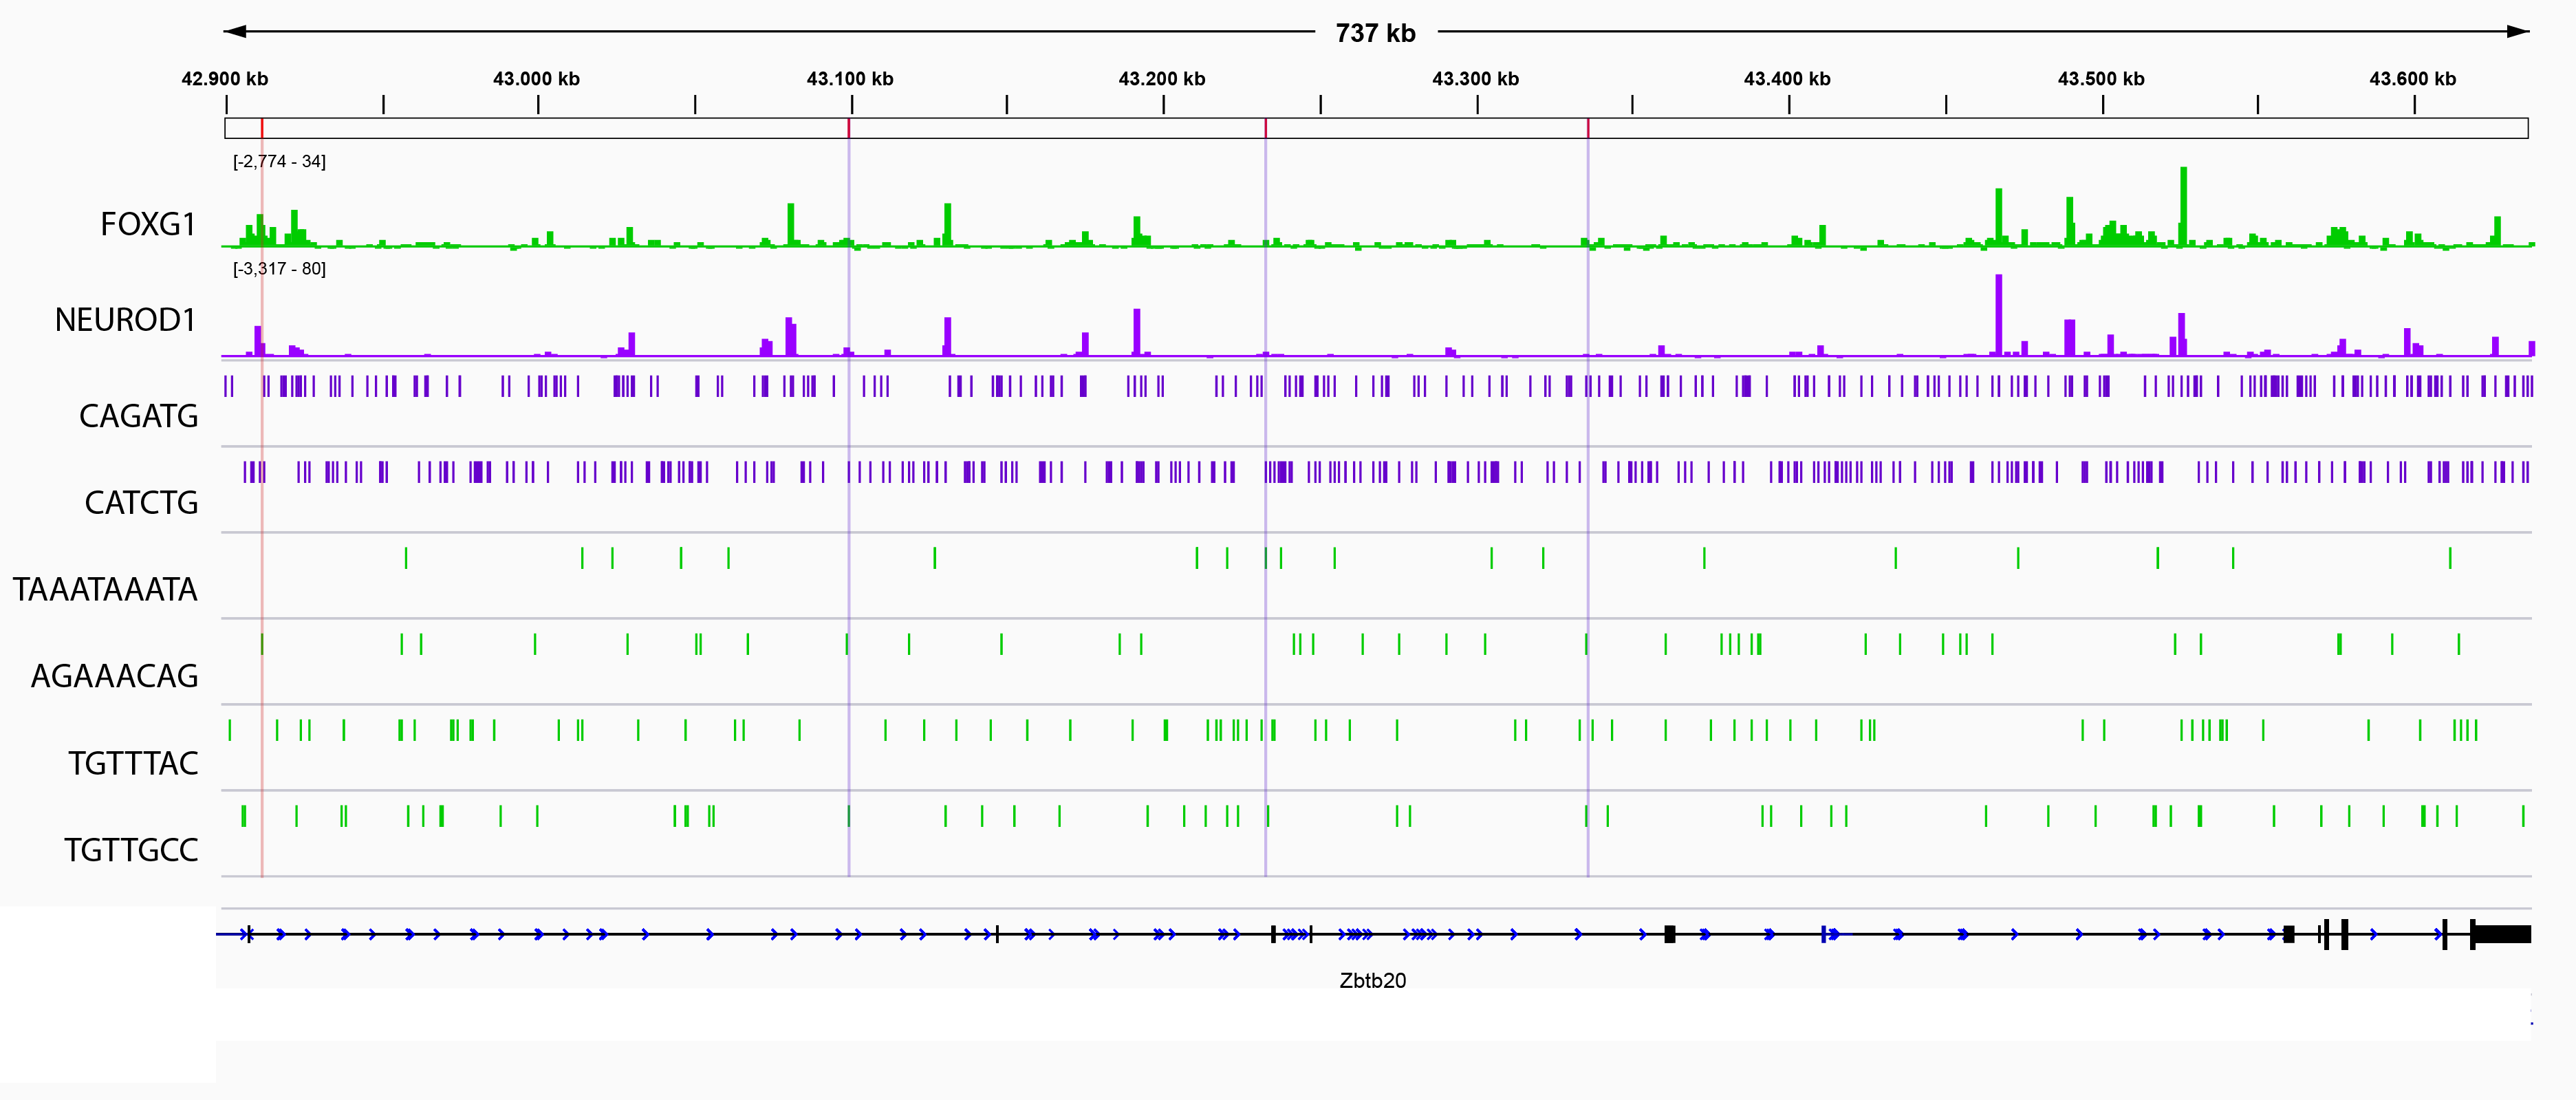 737 kb
42.900 kb 43.000 kb 43.100 kb 43.200 kb 43.300 kb 43.400 kb 43.500 kb 43.600 kb
[-2,774 - 34]
FOXG1
[-3,317 - 80]
NEUROD1
CAGATG
CATCTG
TAAATAAATA
AGAAACAG
TGTTTAC
TGTTGCC
Zbtb20